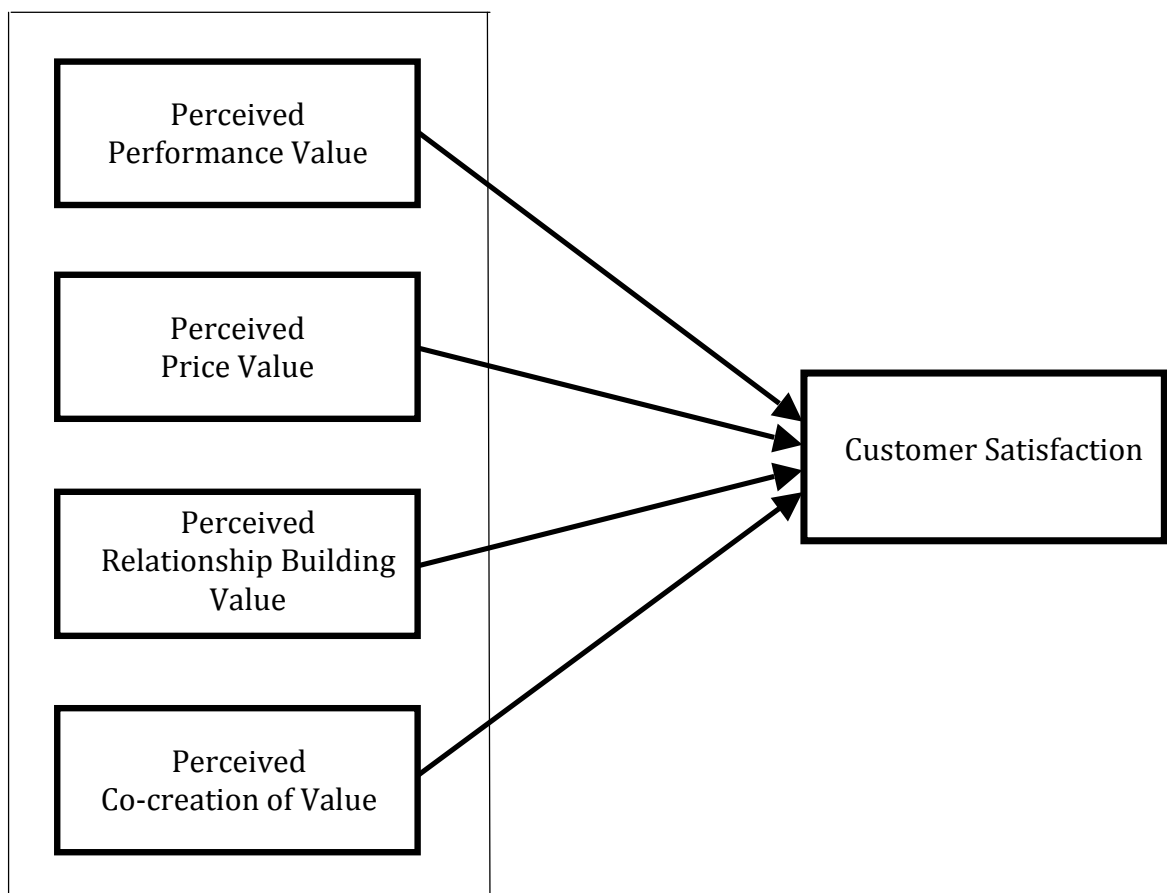 Perceived
Performance Value
Perceived
Price Value
Perceived
Relationship Building
Value
Perceived
Co-creation of Value
Customer Satisfaction